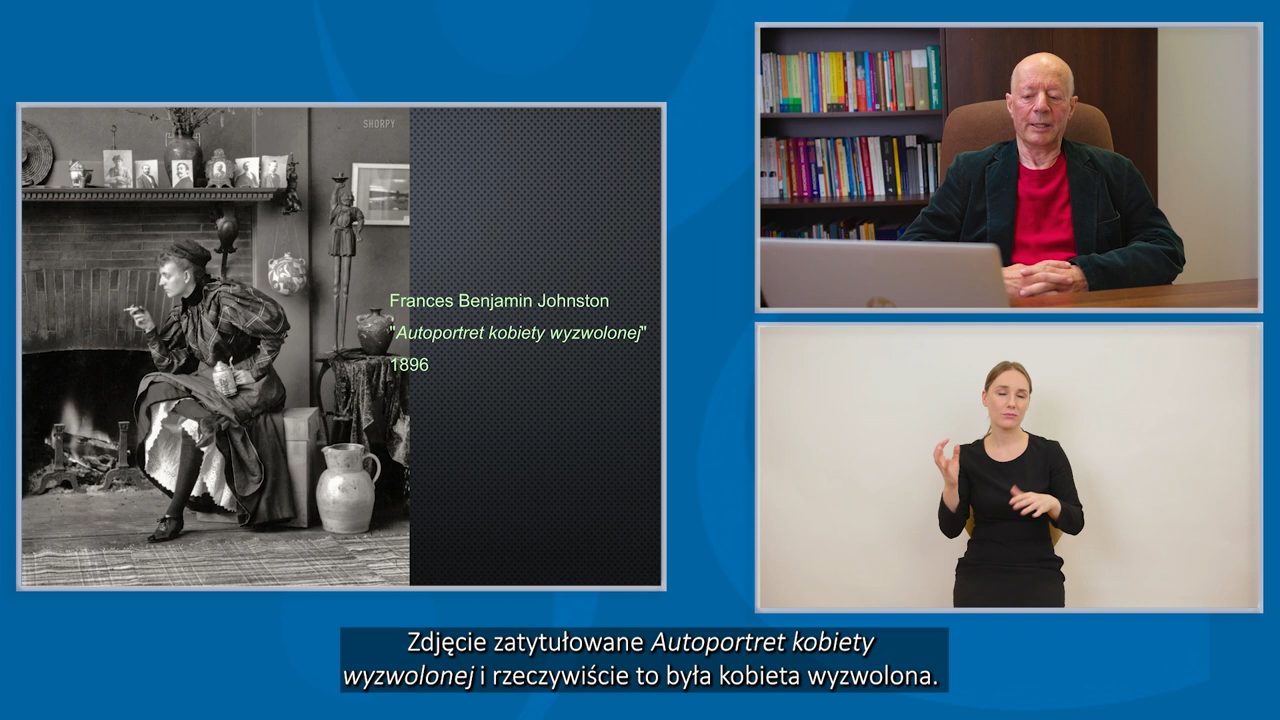 SHORPY
Frances Benjamin Johnston
"Autoportret kobiety wyzwolonej"
1896
Zdjęcie zatytułowane Autoportret kobiety
wyzwolonej i rzeczywiście to była kobieta wyzwolona.